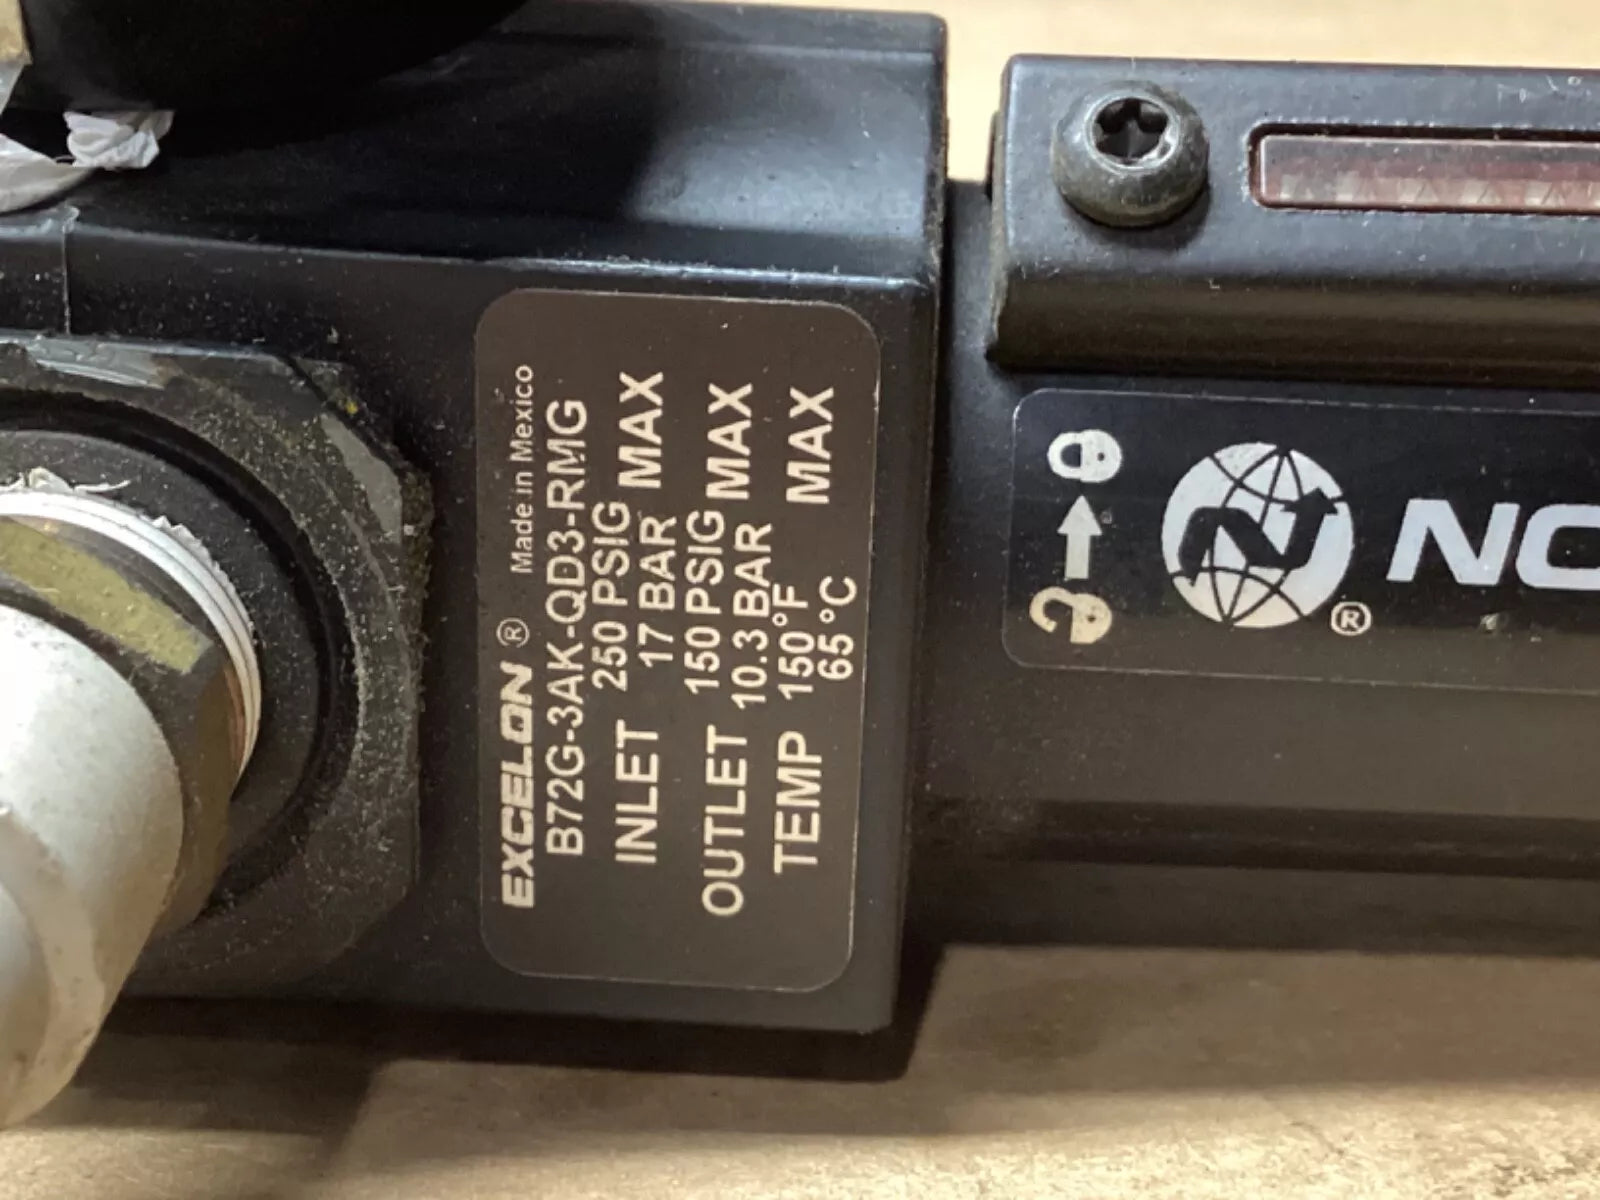 Made in Mexico
EXCELON ®
B72G-3AK-QD3-RMG
INLET 250 PSIG MAX
17 BAR
OUTLET 150 PSIG MAX
10.3 BAR
TEMP 150°F MAX
65°C
N
®
NO